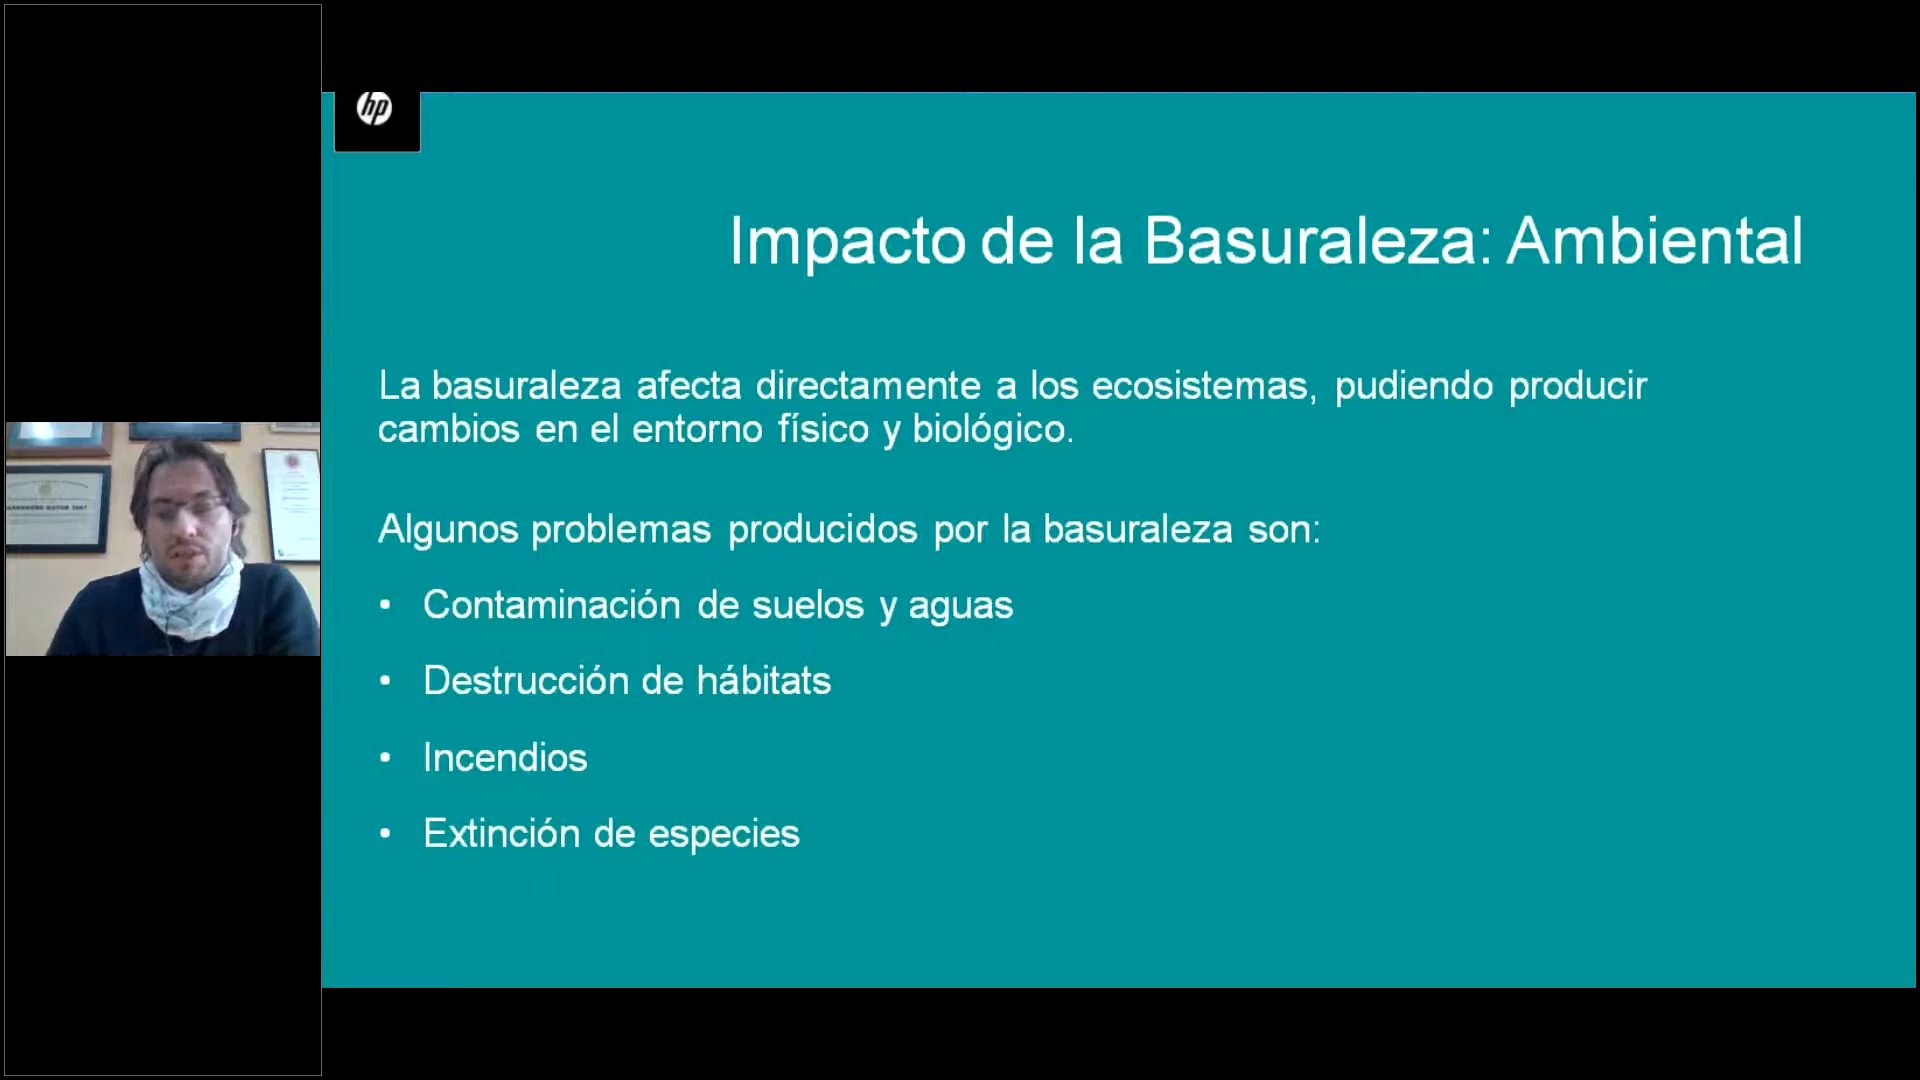 hp
Impacto de la Basuraleza: Ambiental
La basuraleza afecta directamente a los ecosistemas, pudiendo producir
cambios en el entorno físico y biológico.
Algunos problemas producidos por la basuraleza son:
• Contaminación de suelos y aguas
• Destrucción de hábitats
• Incendios
• Extinción de especies